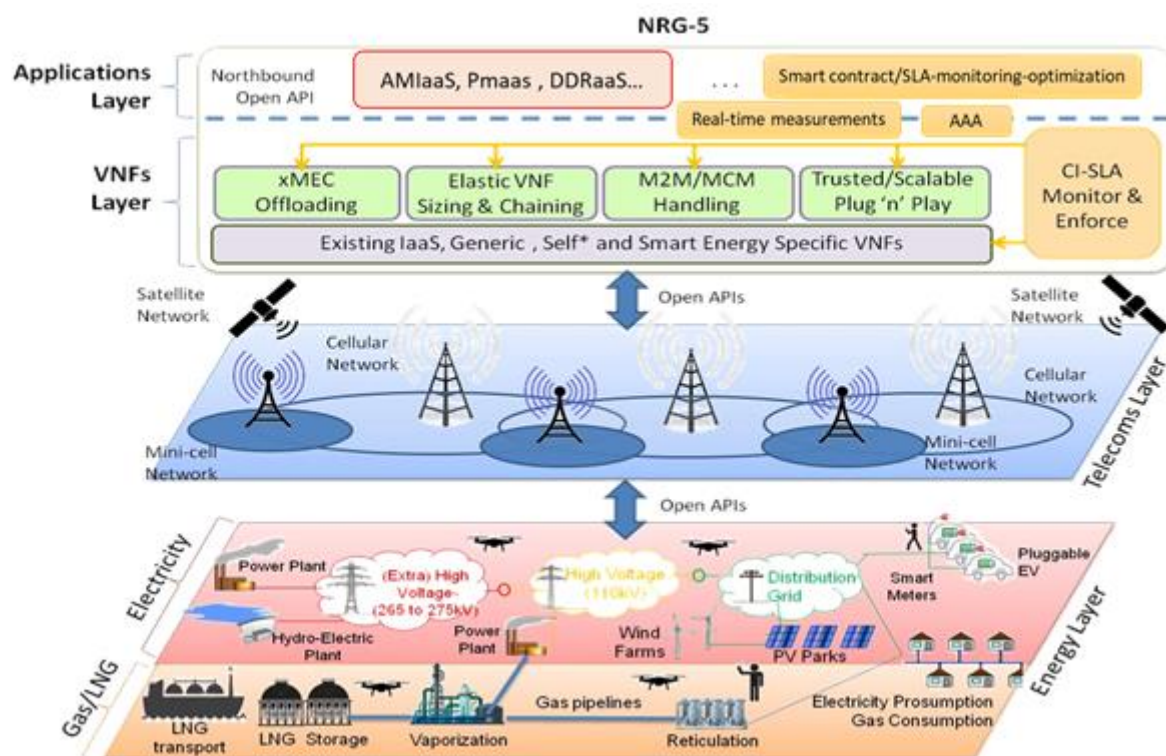 NRG-5
Applications
Layer
Northbound
Open API
AMIaaS, Pmaas , DDRaaS...
. . .
Smart contract/SLA-monitoring-optimization
Real-time measurements
AAA
VNFs
Layer
xMEC
Offloading
Elastic VNF
Sizing & Chaining
M2M/MCM
Handling
Trusted/Scalable
Plug 'n' Play
CI-SLA
Monitor &
Enforce
Existing IaaS, Generic , Self* and Smart Energy Specific VNFs
Satellite
Network
Open APIs
Satellite
Network
Cellular
Network
Cellular
Network
Mini-cell
Network
Mini-cell
Network
Telecoms Layer
Open APIs
Electricity
Power Plant
(Extra) High
Voltage-
(265 to 275kV)
High Voltage
(110kV)
Distribution
Grid
Smart
Meters
Pluggable
EV
Hydro-Electric
Plant
Power
Plant
Wind
Farms
PV Parks
Energy Layer
Gas/LNG
LNG
transport
LNG Storage
Vaporization
Gas pipelines
Reticulation
Electricity Prosumption
Gas Consumption